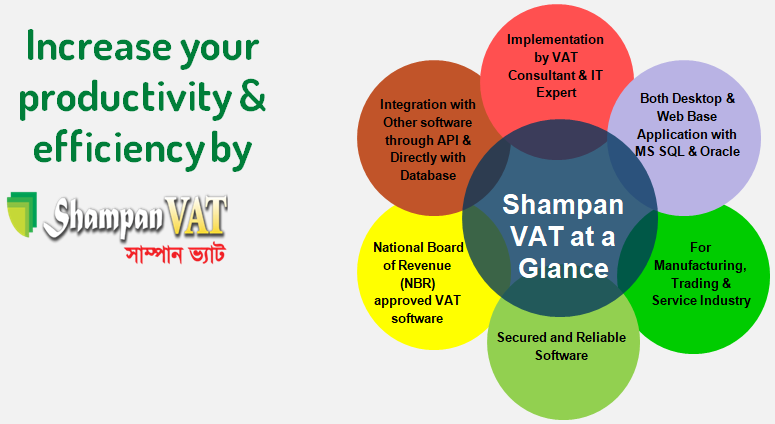 Increase your
productivity &
efficiency by
Shampan VAT
সাম্পান ভ্যাট
Implementation
by VAT
Consultant & IT
Expert
Both Desktop &
Web Base
Application with
MS SQL & Oracle
For
Manufacturing,
Trading &
Service Industry
Secured and Reliable
Software
National Board
of Revenue
(NBR)
approved VAT
software
Integration with
Other software
through API &
Directly with
Database
Shampan
VAT at a
Glance